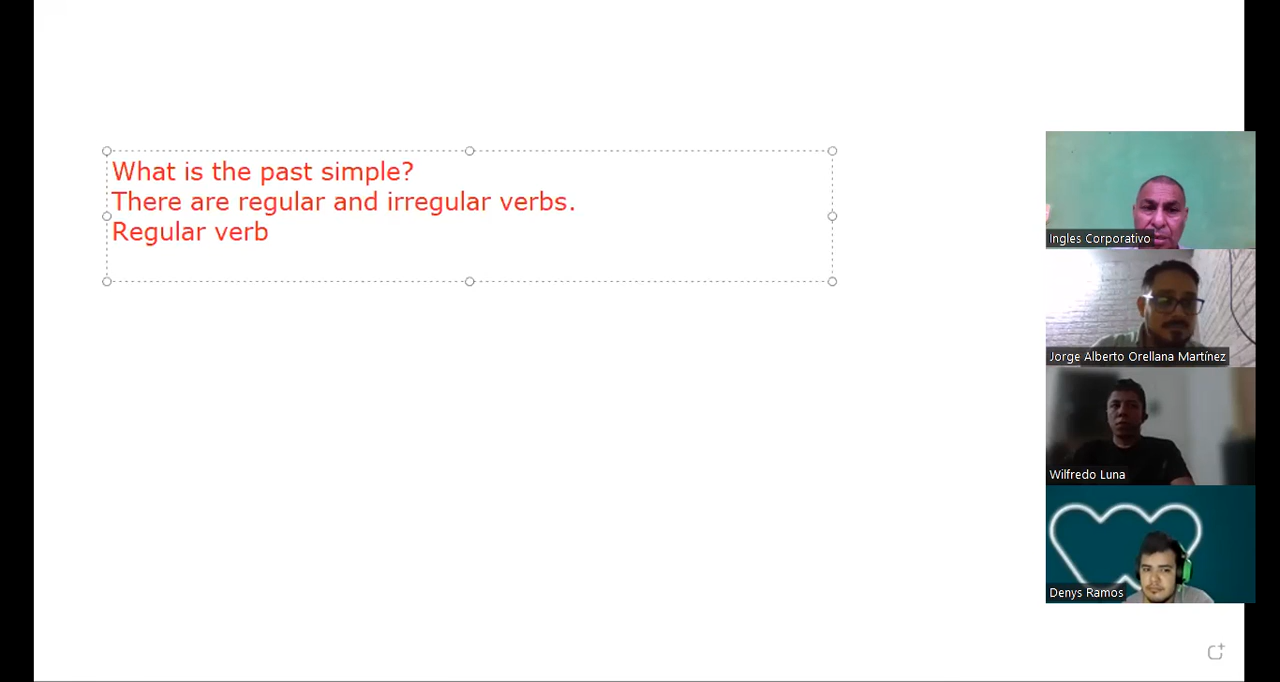 What is the past simple?
There are regular and irregular verbs.
Regular verb
Ingles Corporativo
Jorge Alberto Orellana Martínez
Wilfredo Luna
Denys Ramos